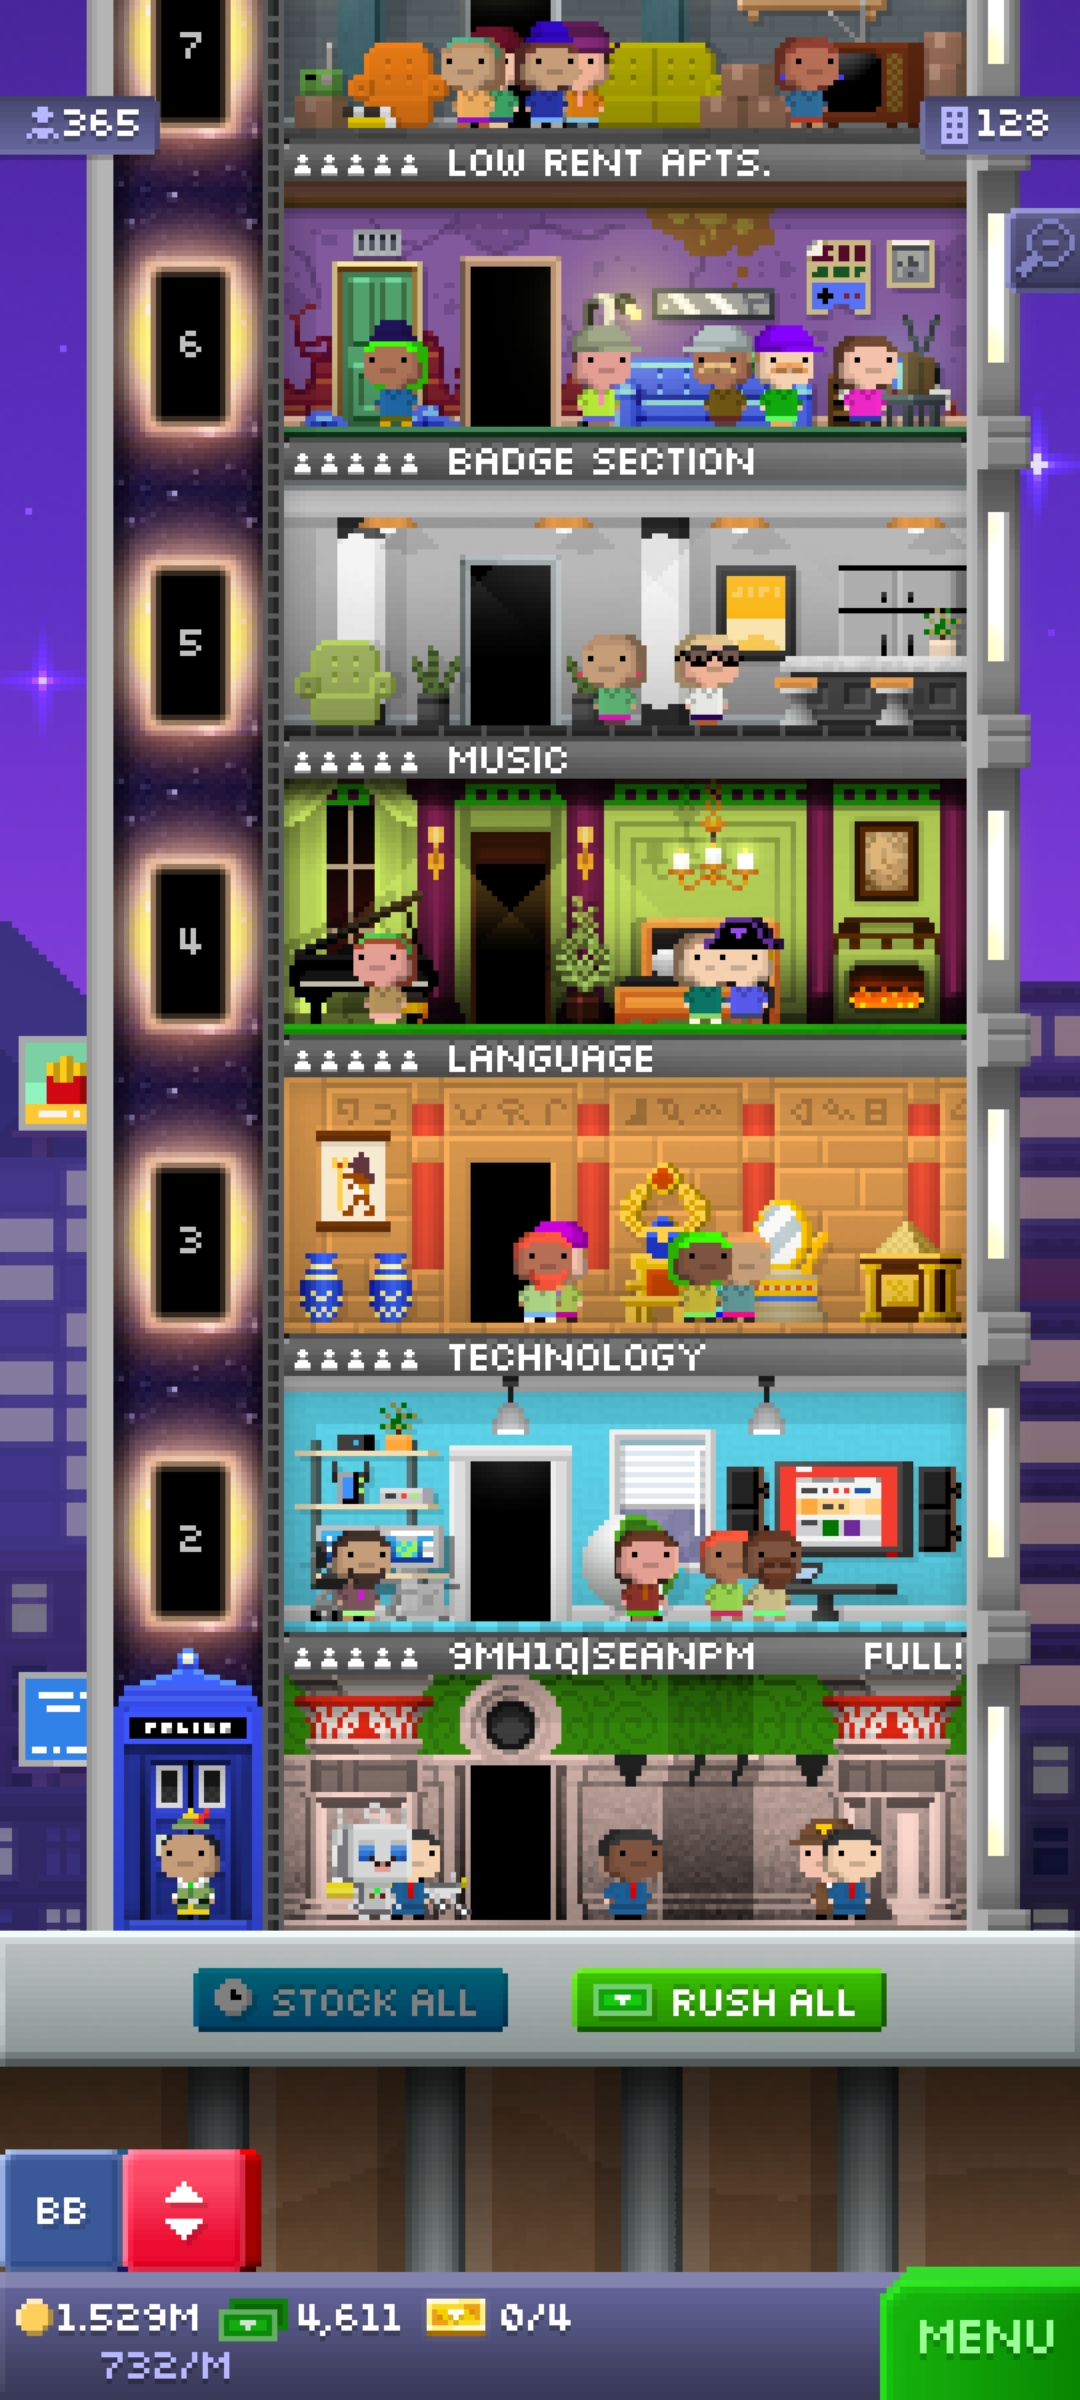 7
365
128
LOW RENT APTS.
6
BADGE SECTION
5
MUSIC
4
LANGUAGE
3
TECHNOLOGY
2
9MH1Q|SEANPM FULL!
POLICE
STOCK ALL
RUSH ALL
BB
1.529M 4,611 0/4
732/M
MENU